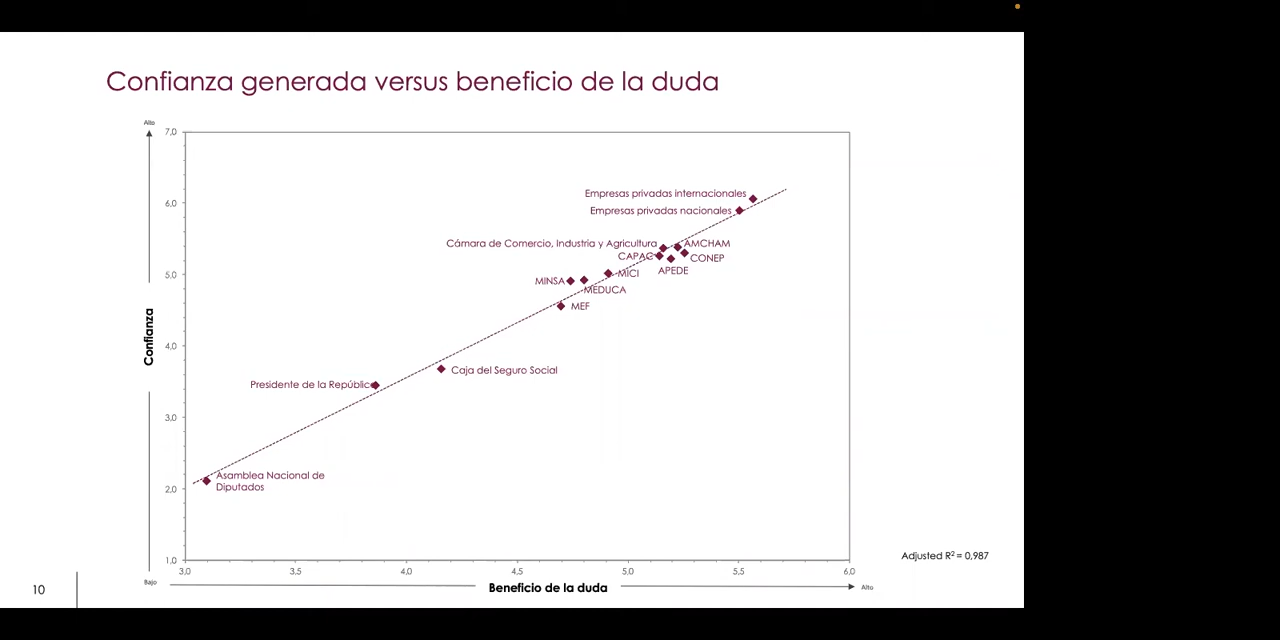 Confianza generada versus beneficio de la duda
Alto
7,0
6,0
5,0
4,0
3,0
2,0
1,0
Confianza
Empresas privadas internacionales
Empresas privadas nacionales
Cámara de Comercio, Industria y Agricultura
AMCHAM
CAPAC
CONEP
APEDE
MICI
MINSA
MEDUCA
MEF
Caja del Seguro Social
Presidente de la República
Asamblea Nacional de
Diputados
Adjusted R² = 0,987
3,0 3,5 4,0 4,5 5,0 5,5 6,0
Bajo
Beneficio de la duda
Alto
10